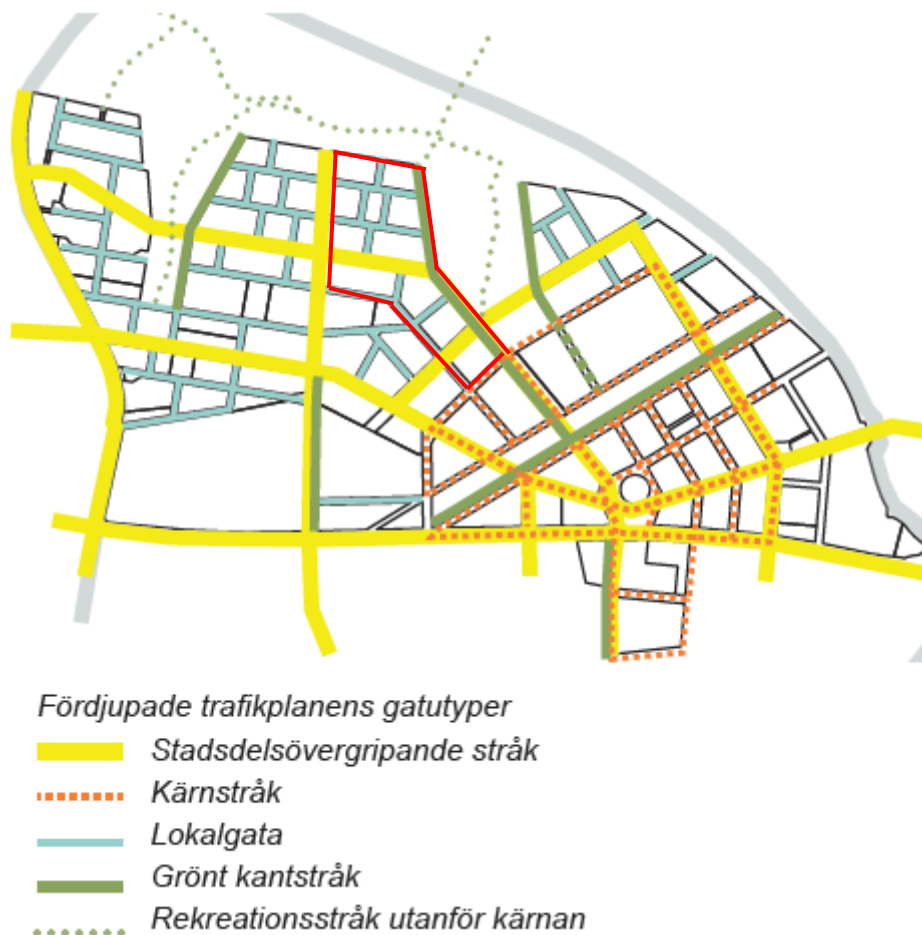 Fördjupade trafikplanens gatutyper
Stadsdelsövergripande stråk
Kärnstråk
Lokalgata
Grönt kantstråk
Rekreationsstråk utanför kärnan